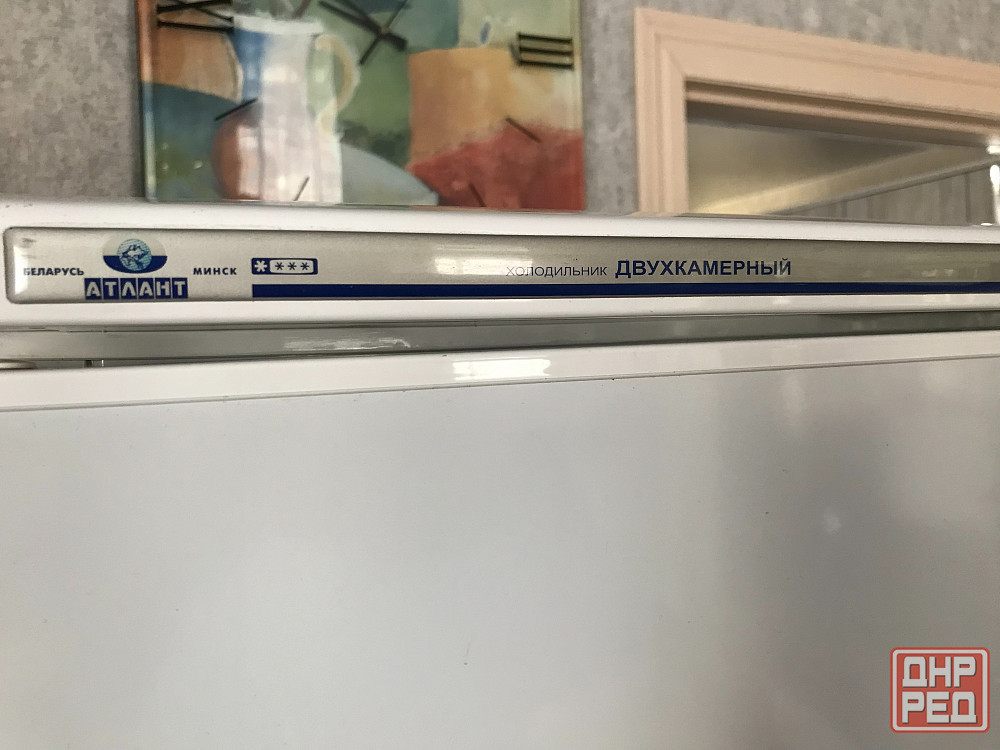 БЕЛАРУСЬ АТЛАНТ МИНСК
ХОЛОДИЛЬНИК ДВУХКАМЕРНЫЙ
ДНР
РЕД